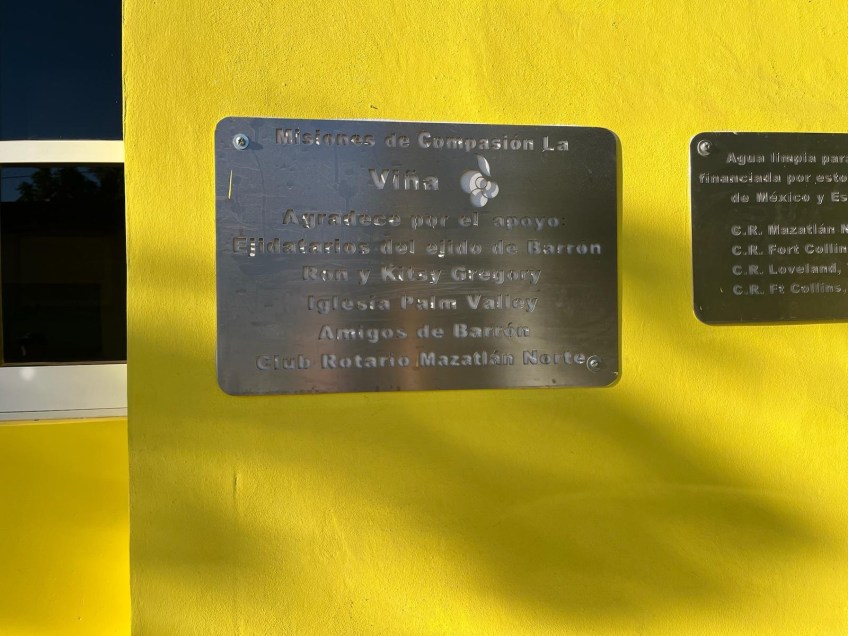 Misiones de Compasión La
Viña
Agradece por el apoyo:
Ejidatarios del ejido de Barron
Ron y Kitsy Gregory
Iglesia Palm Valley
Amigos de Barrón
Club Rotario Mazatlán Norte
Agua limpia para
financiada por esto
de México y Es
C.R. Mazatlán N
C.R. Fort Collin
C.R. Loveland,
C.R. Ft Collins,